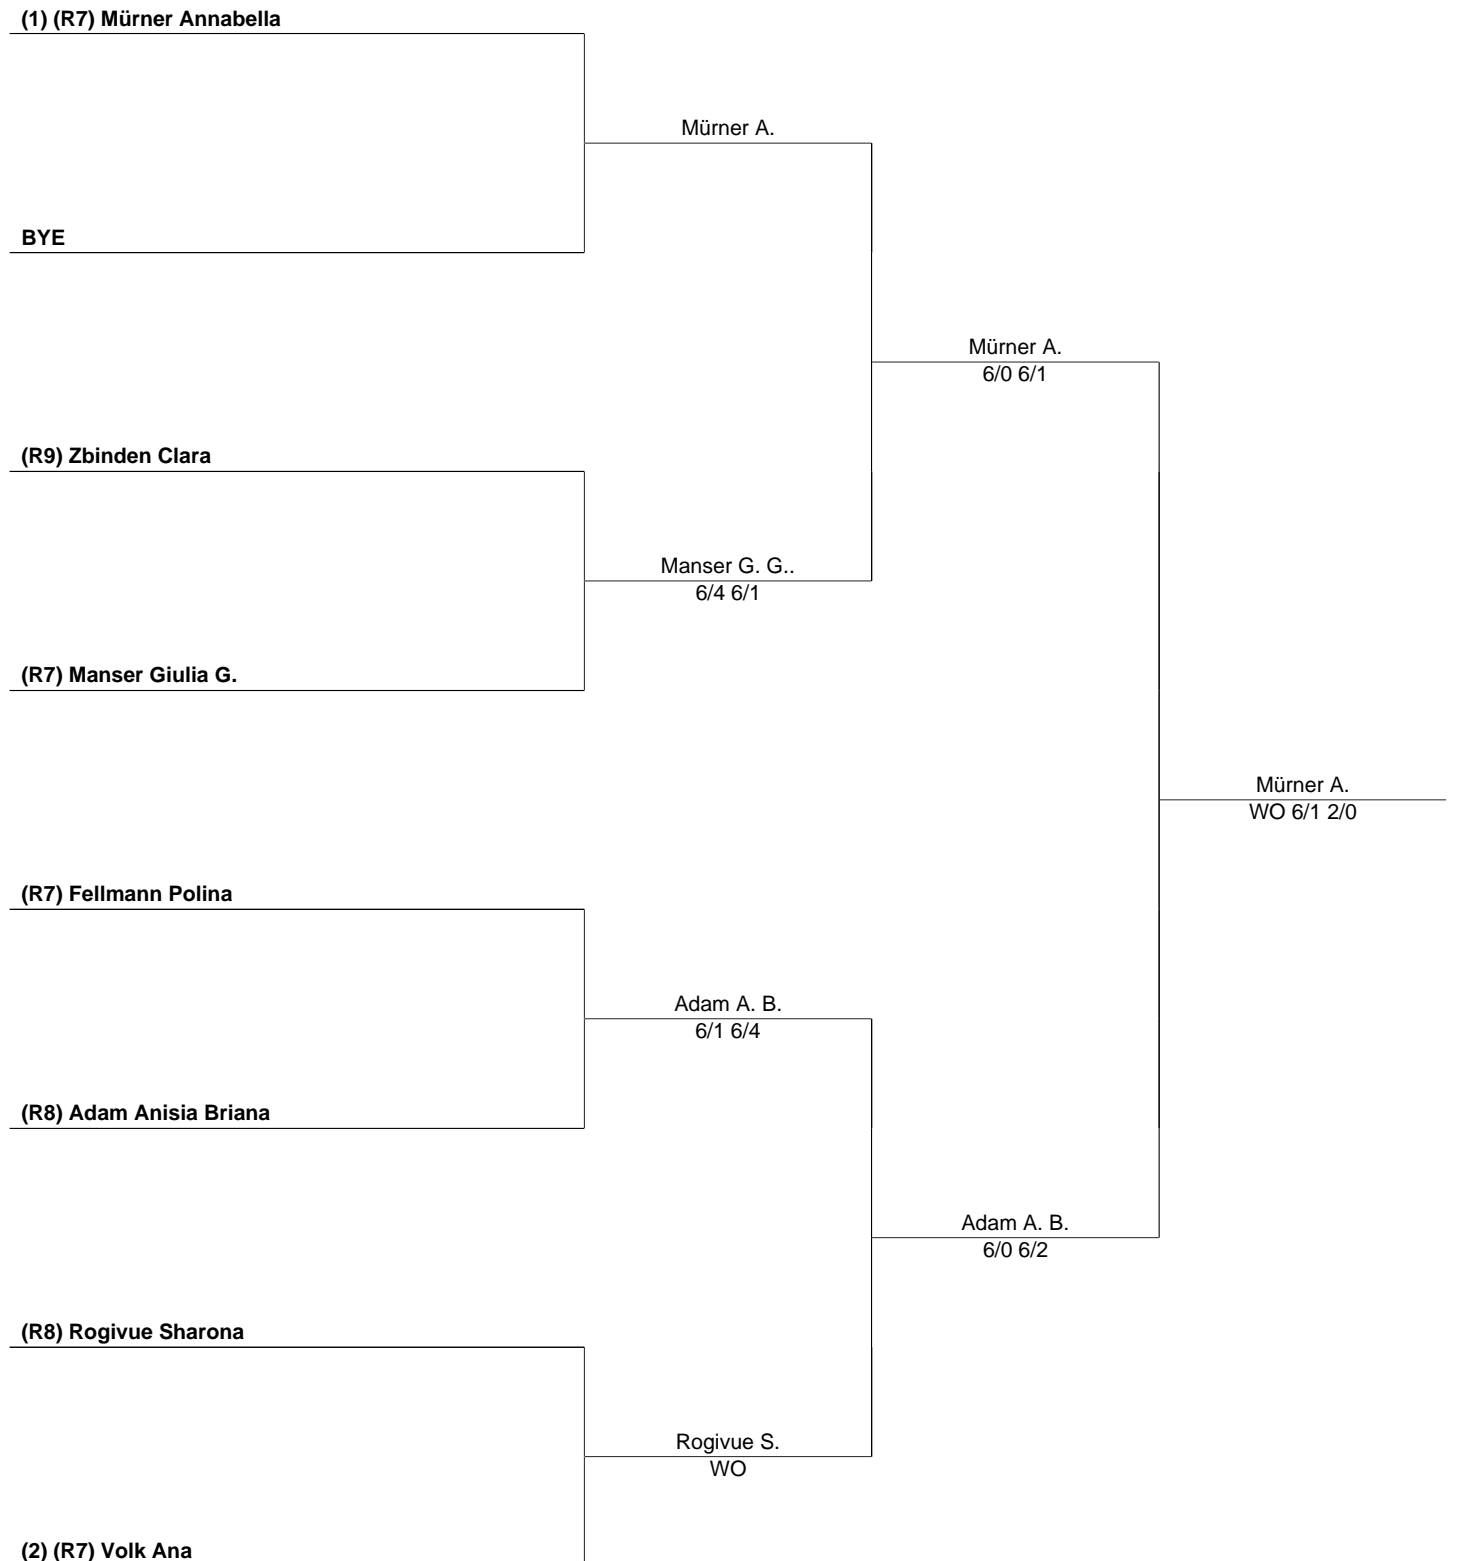 (1) (R7) Mürner Annabella
Mürner A.
BYE
Mürner A.
6/0 6/1
(R9) Zbinden Clara
Manser G. G..
6/4 6/1
(R7) Manser Giulia G.
Mürner A.
WO 6/1 2/0
(R7) Fellmann Polina
Adam A. B.
6/1 6/4
(R8) Adam Anisia Briana
Adam A. B.
6/0 6/2
(R8) Rogivue Sharona
Rogivue S.
WO
(2) (R7) Volk Ana